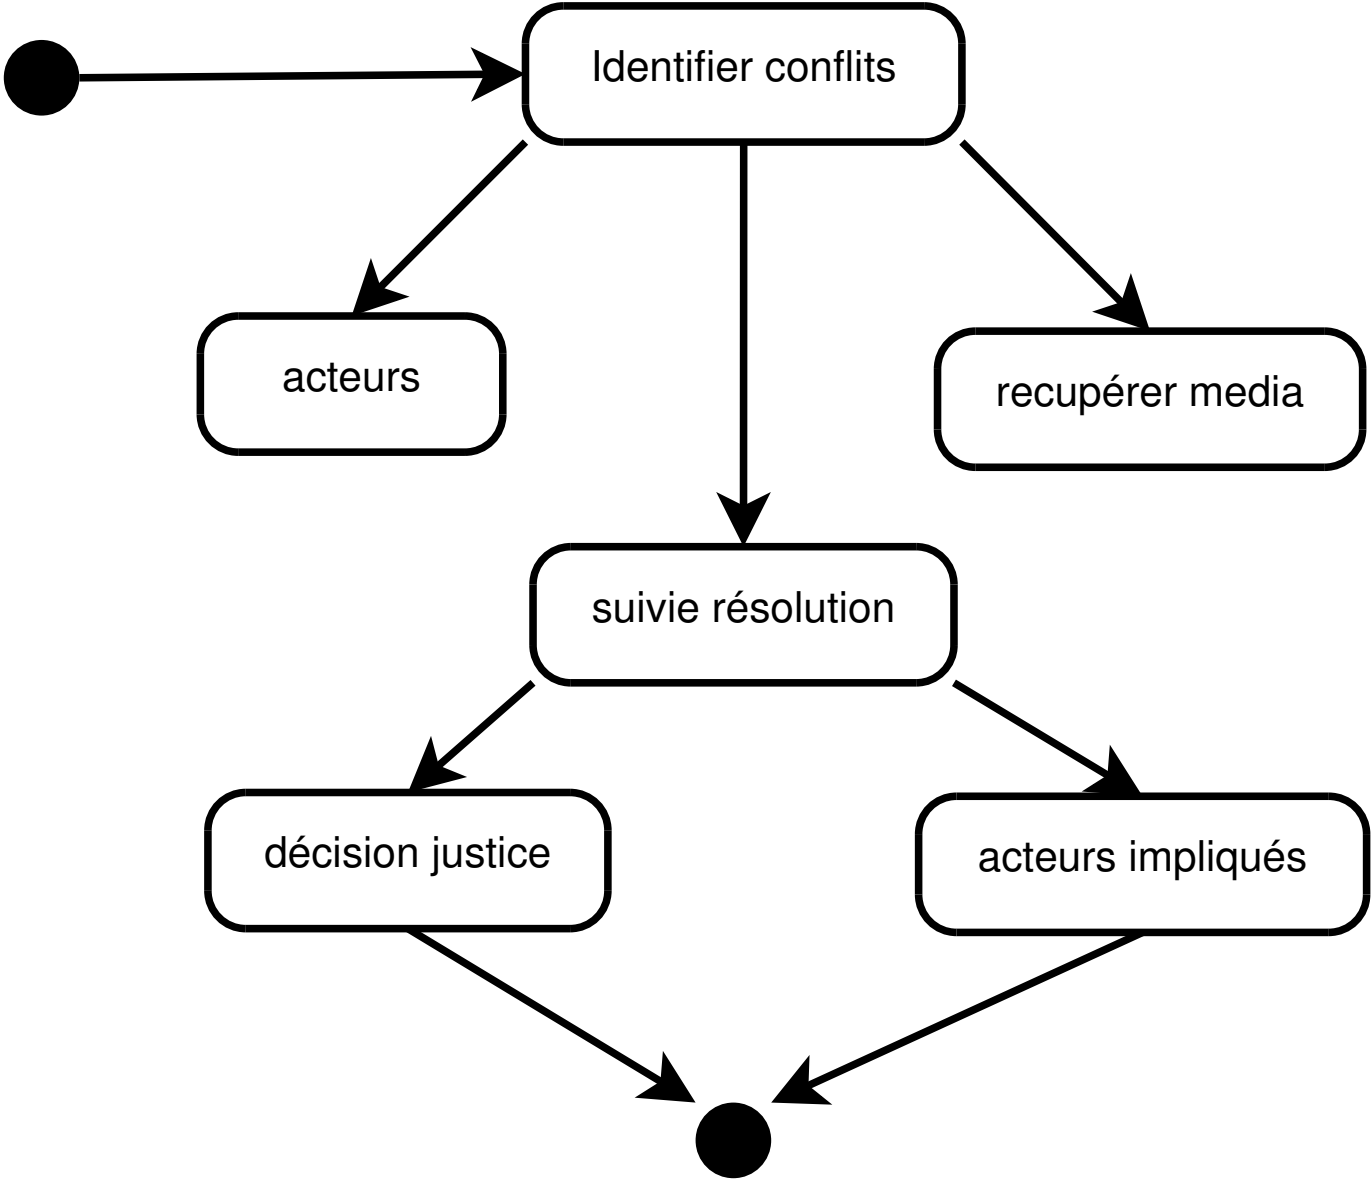 Identifier conflits
acteurs
recupérer media
suivie résolution
décision justice
acteurs impliqués